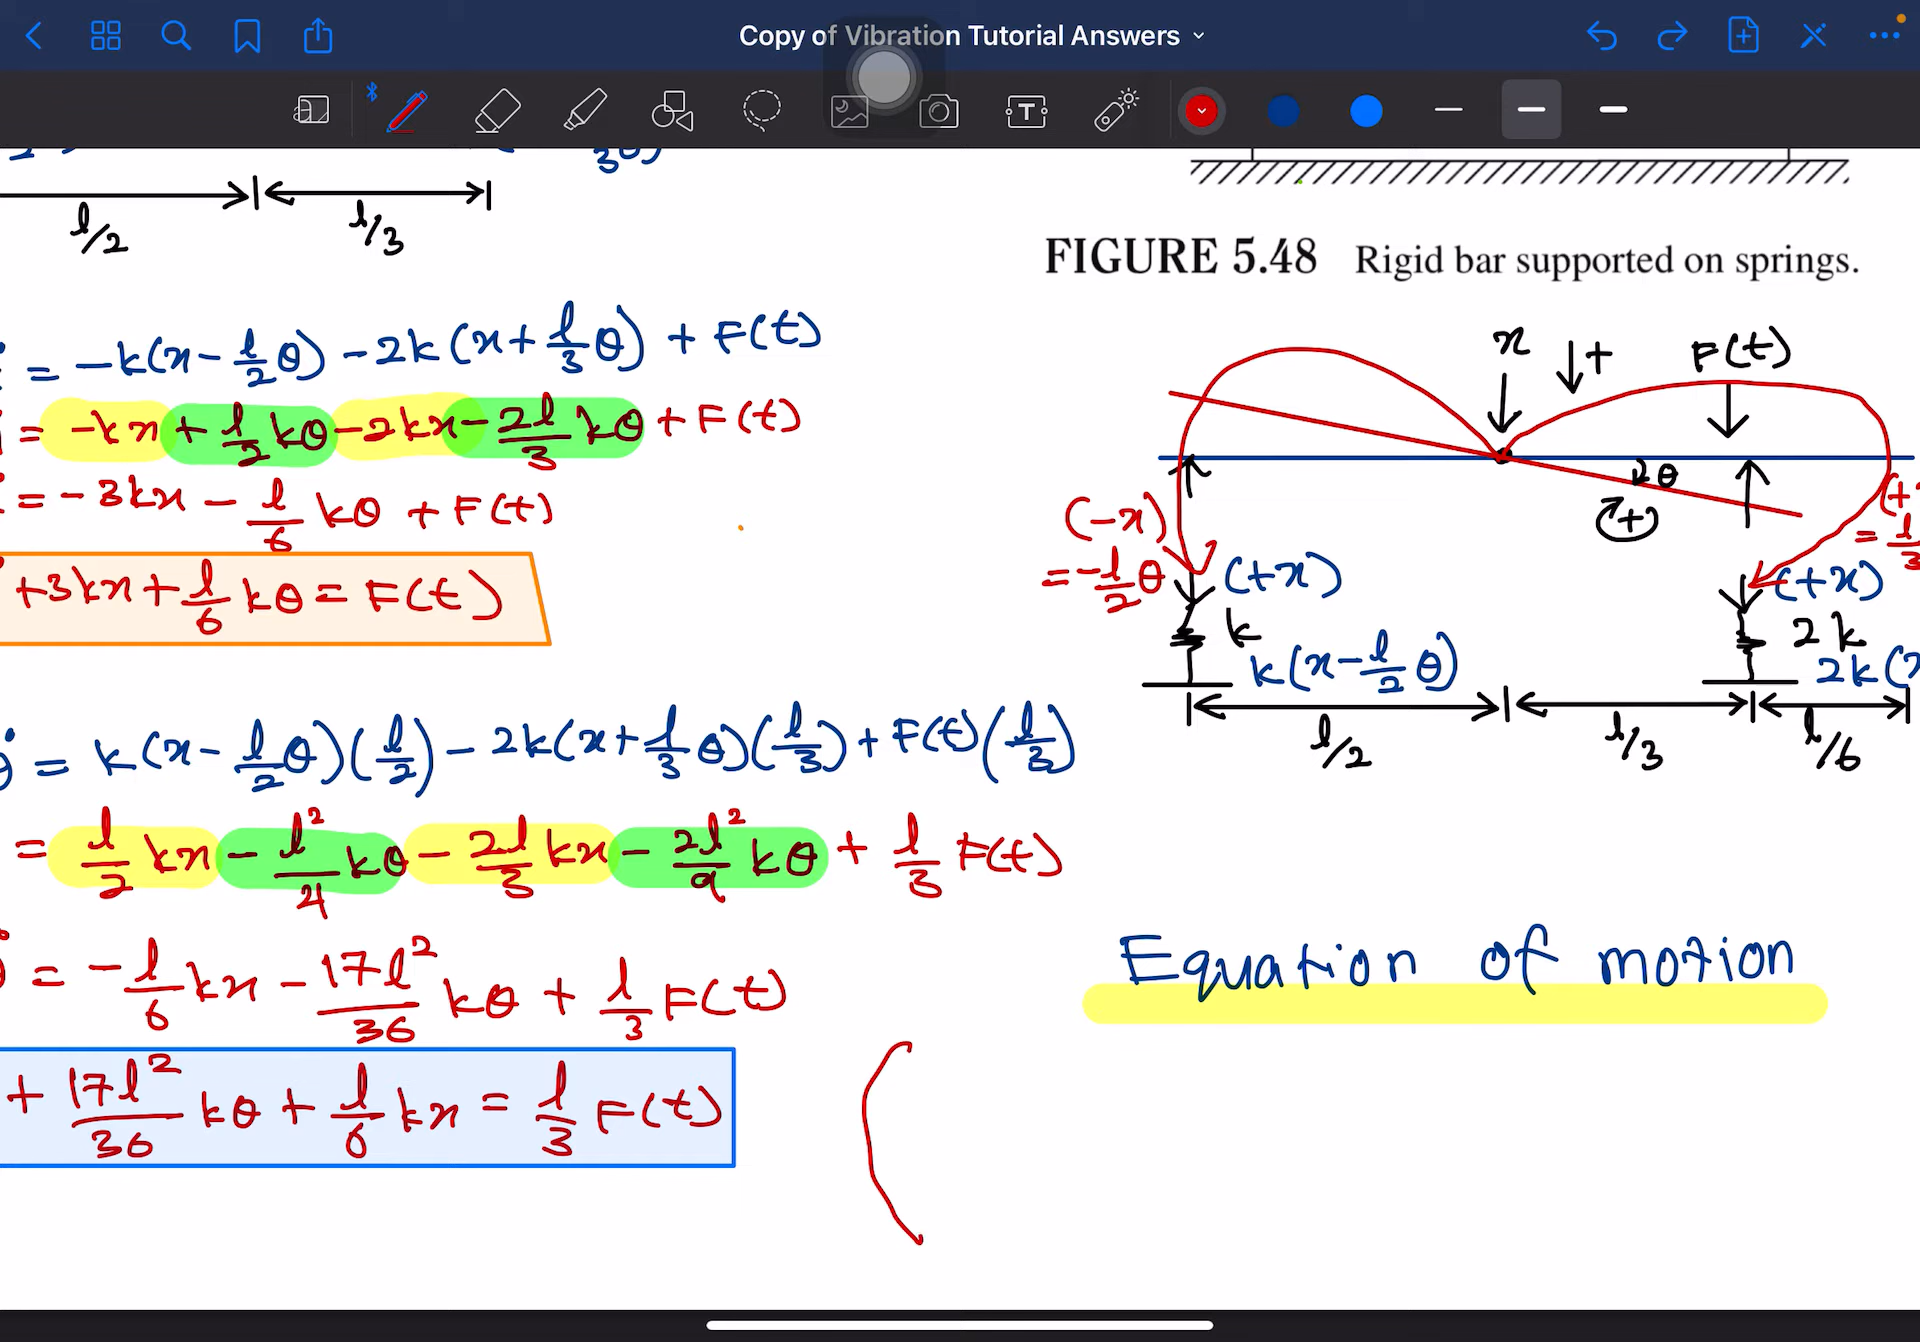 Copy of Vibration Tutorial Answers
l/2
l/3
= -k(x - l/2 θ) - 2k(x + l/3 θ) + F(t)
= -kx + l/2 kθ - 2kx - 2l/3 kθ + F(t)
= -3kx - l/6 kθ + F(t)
+3kx + l/6 kθ = F(t)
= k(x - l/2 θ)(l/2) - 2k(x + l/3 θ)(l/3) + F(t)(l/3)
= l/2 kx - l²/4 kθ - 2l/3 kx - 2l²/9 kθ + l/3 F(t)
= -l/6 kx - 17l²/36 kθ + l/3 F(t)
+ 17l²/36 kθ + l/6 kx = l/3 F(t)
FIGURE 5.48 Rigid bar supported on springs.
x
+
F(t)
θ
(+)
(-x)
= -l/2 θ
(+x)
k
k(x - l/2 θ)
(+x)
2k
2k(x
(+
= l/3
l/2
l/3
l/6
Equation of motion
(